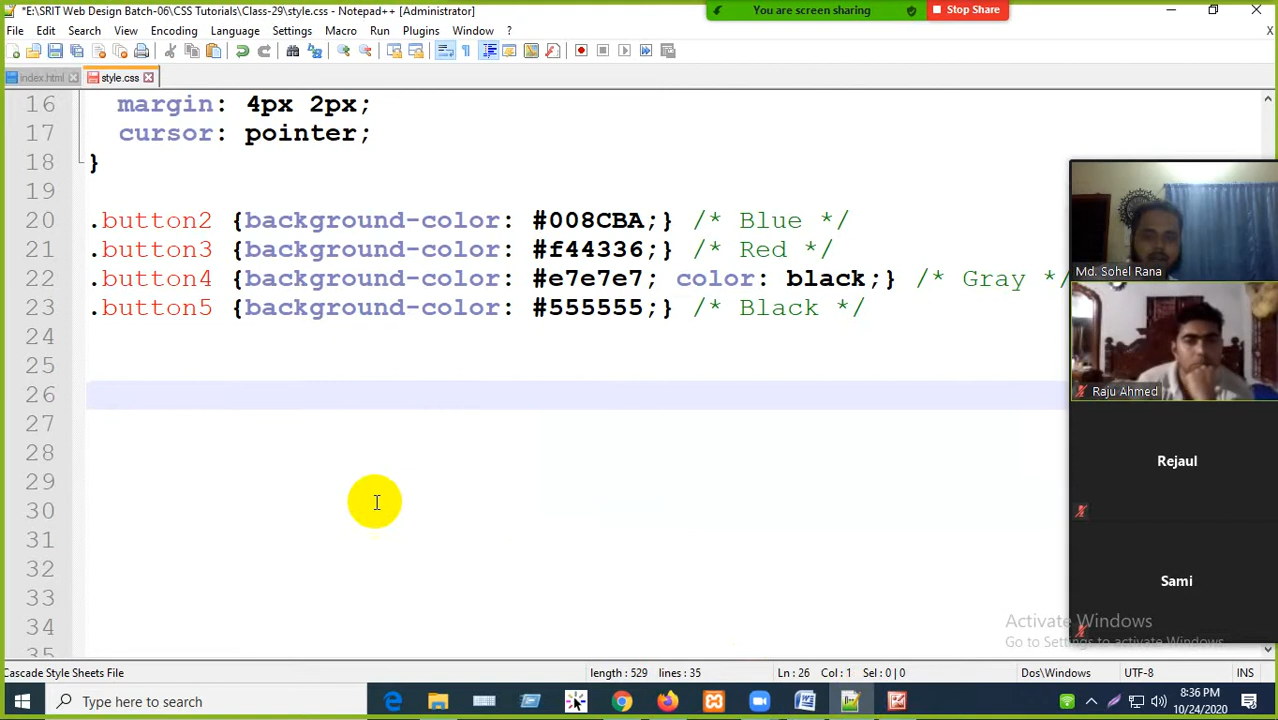 *E:\SRIT Web Design Batch-06\CSS Tutorials\Class-29\style.css - Notepad++ [Administrator]
You are screen sharing
Stop Share
File Edit Search View Encoding Language Settings Macro Run Plugins Window ?
X
index.html
style.css
16 margin: 4px 2px;
17 cursor: pointer;
18 }
19
20 .button2 {background-color: #008CBA;} /* Blue */
21 .button3 {background-color: #f44336;} /* Red */
22 .button4 {background-color: #e7e7e7; color: black;} /* Gray */
23 .button5 {background-color: #555555;} /* Black */
24
25
26
27
28
29
30
31
32
33
34
35
Md. Sohel Rana
Raju Ahmed
Rejaul
Sami
Activate Windows
Go to Settings to activate Windows.
Cascade Style Sheets File
length : 529 lines : 35
Ln : 26 Col : 1 Sel : 0 | 0
Dos\Windows
UTF-8
INS
Type here to search
8:36 PM
10/24/2020